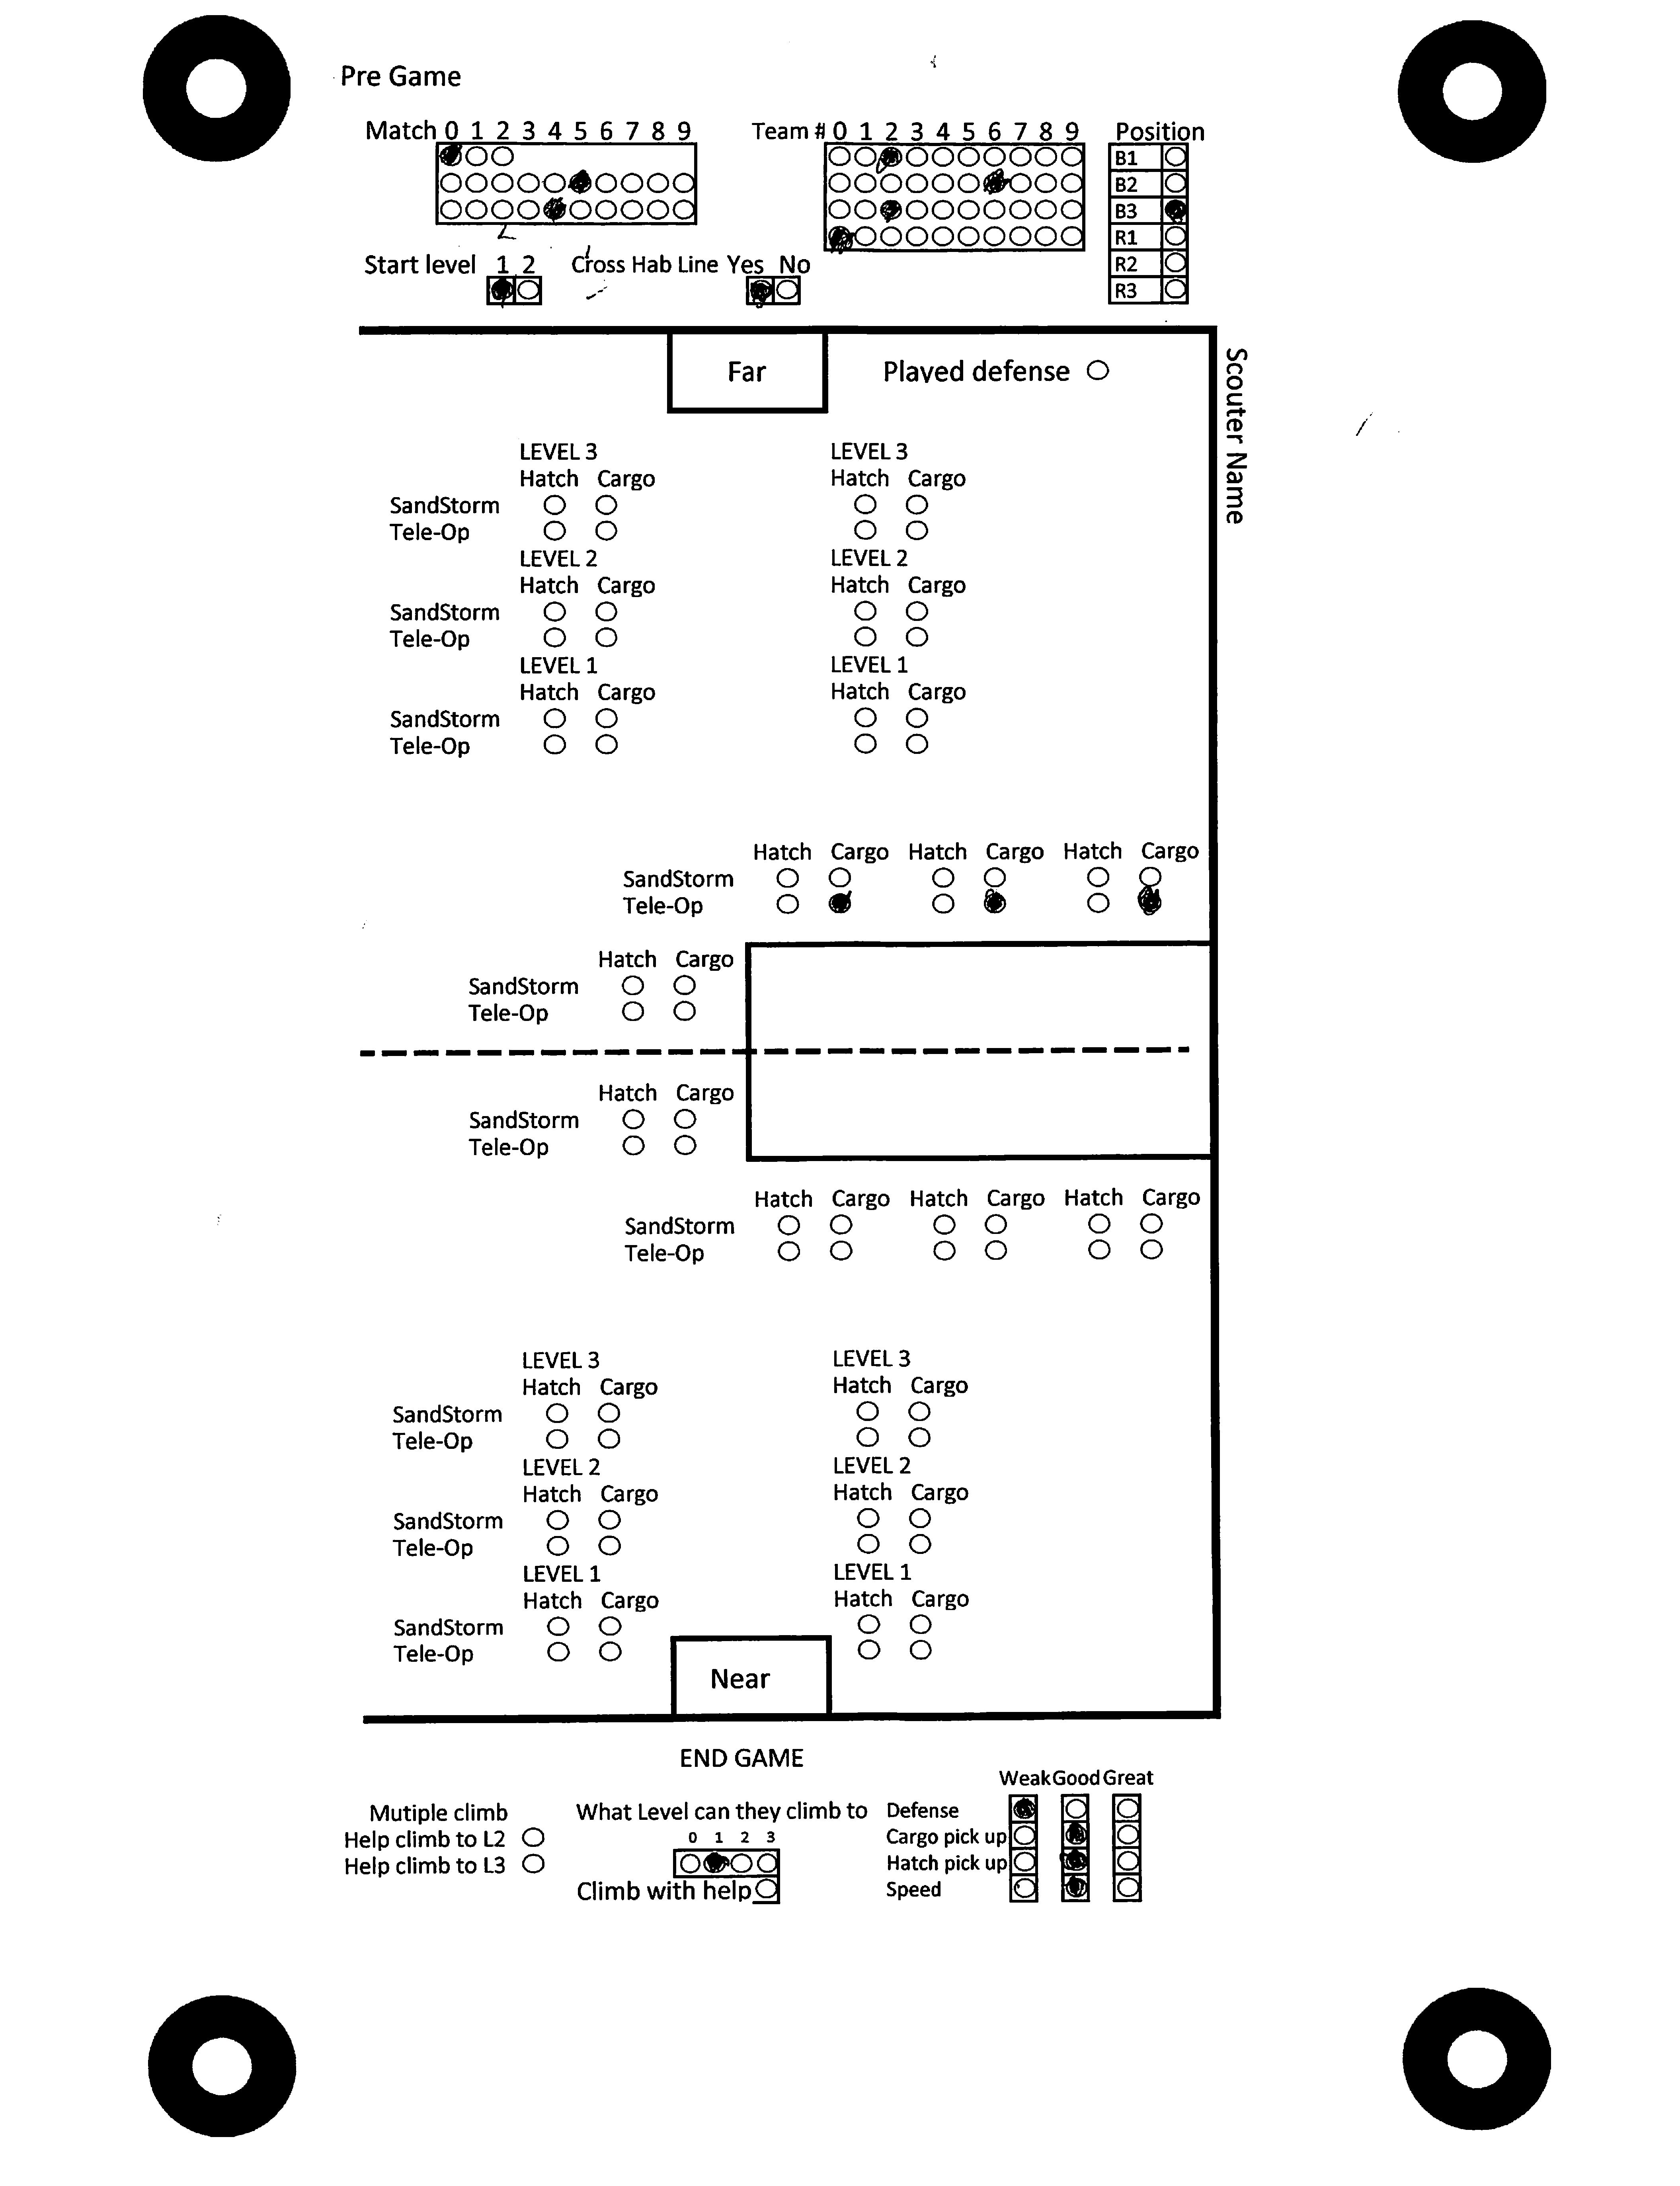 Pre Game
Match 0 1 2 3 4 5 6 7 8 9
Team # 0 1 2 3 4 5 6 7 8 9
Position
B1
B2
B3
R1
R2
R3
Start level 1 2
Cross Hab Line Yes No
Far
Played defense
Scouter Name
LEVEL 3 LEVEL 3
Hatch Cargo Hatch Cargo
SandStorm
Tele-Op
LEVEL 2 LEVEL 2
Hatch Cargo Hatch Cargo
SandStorm
Tele-Op
LEVEL 1 LEVEL 1
Hatch Cargo Hatch Cargo
SandStorm
Tele-Op
Hatch Cargo Hatch Cargo Hatch Cargo
SandStorm
Tele-Op
Hatch Cargo
SandStorm
Tele-Op
Hatch Cargo
SandStorm
Tele-Op
Hatch Cargo Hatch Cargo Hatch Cargo
SandStorm
Tele-Op
LEVEL 3 LEVEL 3
Hatch Cargo Hatch Cargo
SandStorm
Tele-Op
LEVEL 2 LEVEL 2
Hatch Cargo Hatch Cargo
SandStorm
Tele-Op
LEVEL 1 LEVEL 1
Hatch Cargo Hatch Cargo
SandStorm
Tele-Op
Near
END GAME
Mutiple climb
Help climb to L2
Help climb to L3
What Level can they climb to
0 1 2 3
Climb with help
Weak Good Great
Defense
Cargo pick up
Hatch pick up
Speed